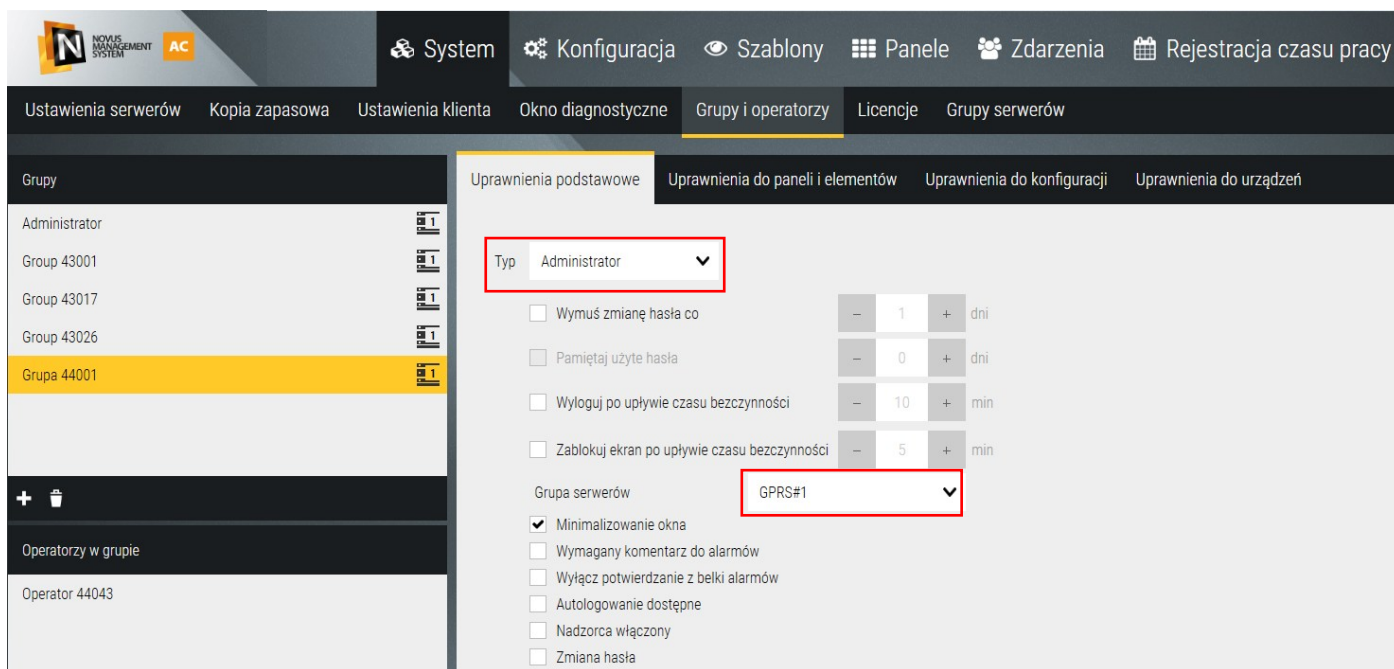 N NOVUS MANAGEMENT SYSTEM AC
System Konfiguracja Szablony Panele Zdarzenia Rejestracja czasu pracy
Ustawienia serwerów Kopia zapasowa Ustawienia klienta Okno diagnostyczne Grupy i operatorzy Licencje Grupy serwerów
Grupy
Administrator 1
Group 43001 1
Group 43017 1
Group 43026 1
Grupa 44001 1
+
Operatorzy w grupie
Operator 44043
Uprawnienia podstawowe Uprawnienia do paneli i elementów Uprawnienia do konfiguracji Uprawnienia do urządzeń
Typ Administrator
Wymuś zmianę hasła co − 1 + dni
Pamiętaj użyte hasła − 0 + dni
Wyloguj po upływie czasu bezczynności − 10 + min
Zablokuj ekran po upływie czasu bezczynności − 5 + min
Grupa serwerów GPRS#1
Minimalizowanie okna
Wymagany komentarz do alarmów
Wyłącz potwierdzanie z belki alarmów
Autologowanie dostępne
Nadzorca włączony
Zmiana hasła